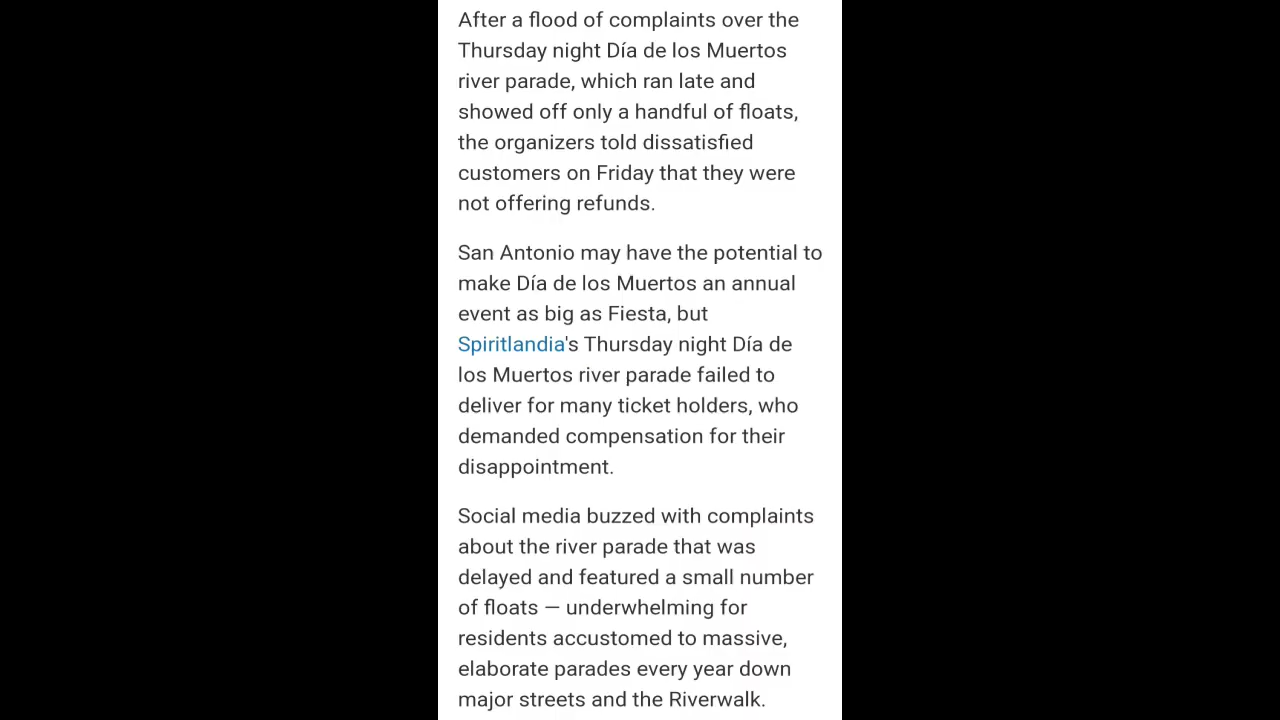 After a flood of complaints over the
Thursday night Día de los Muertos
river parade, which ran late and
showed off only a handful of floats,
the organizers told dissatisfied
customers on Friday that they were
not offering refunds.
San Antonio may have the potential to
make Día de los Muertos an annual
event as big as Fiesta, but
Spiritlandia's Thursday night Día de
los Muertos river parade failed to
deliver for many ticket holders, who
demanded compensation for their
disappointment.
Social media buzzed with complaints
about the river parade that was
delayed and featured a small number
of floats — underwhelming for
residents accustomed to massive,
elaborate parades every year down
major streets and the Riverwalk.